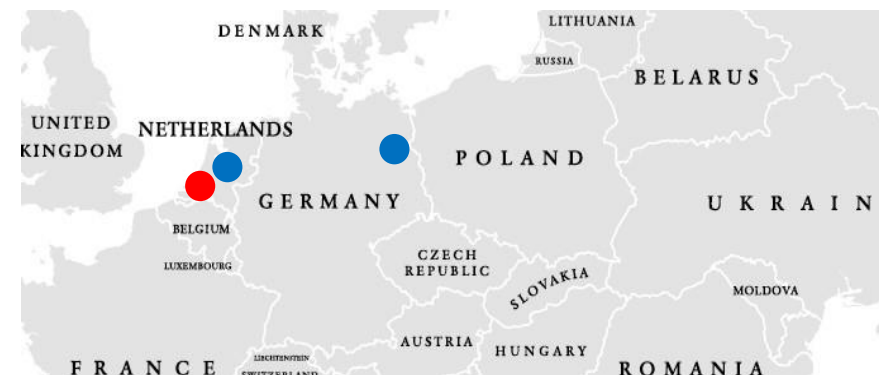 DENMARK
LITHUANIA
RUSSIA
BELARUS
UNITED
KINGDOM
NETHERLANDS
POLAND
GERMANY
UKRAIN
BELGIUM
CZECH
REPUBLIC
LUXEMBOURG
SLOVAKIA
MOLDOVA
AUSTRIA
HUNGARY
LIECHTENSTEIN
FRANCE
SWITZERLAND
ROMANIA